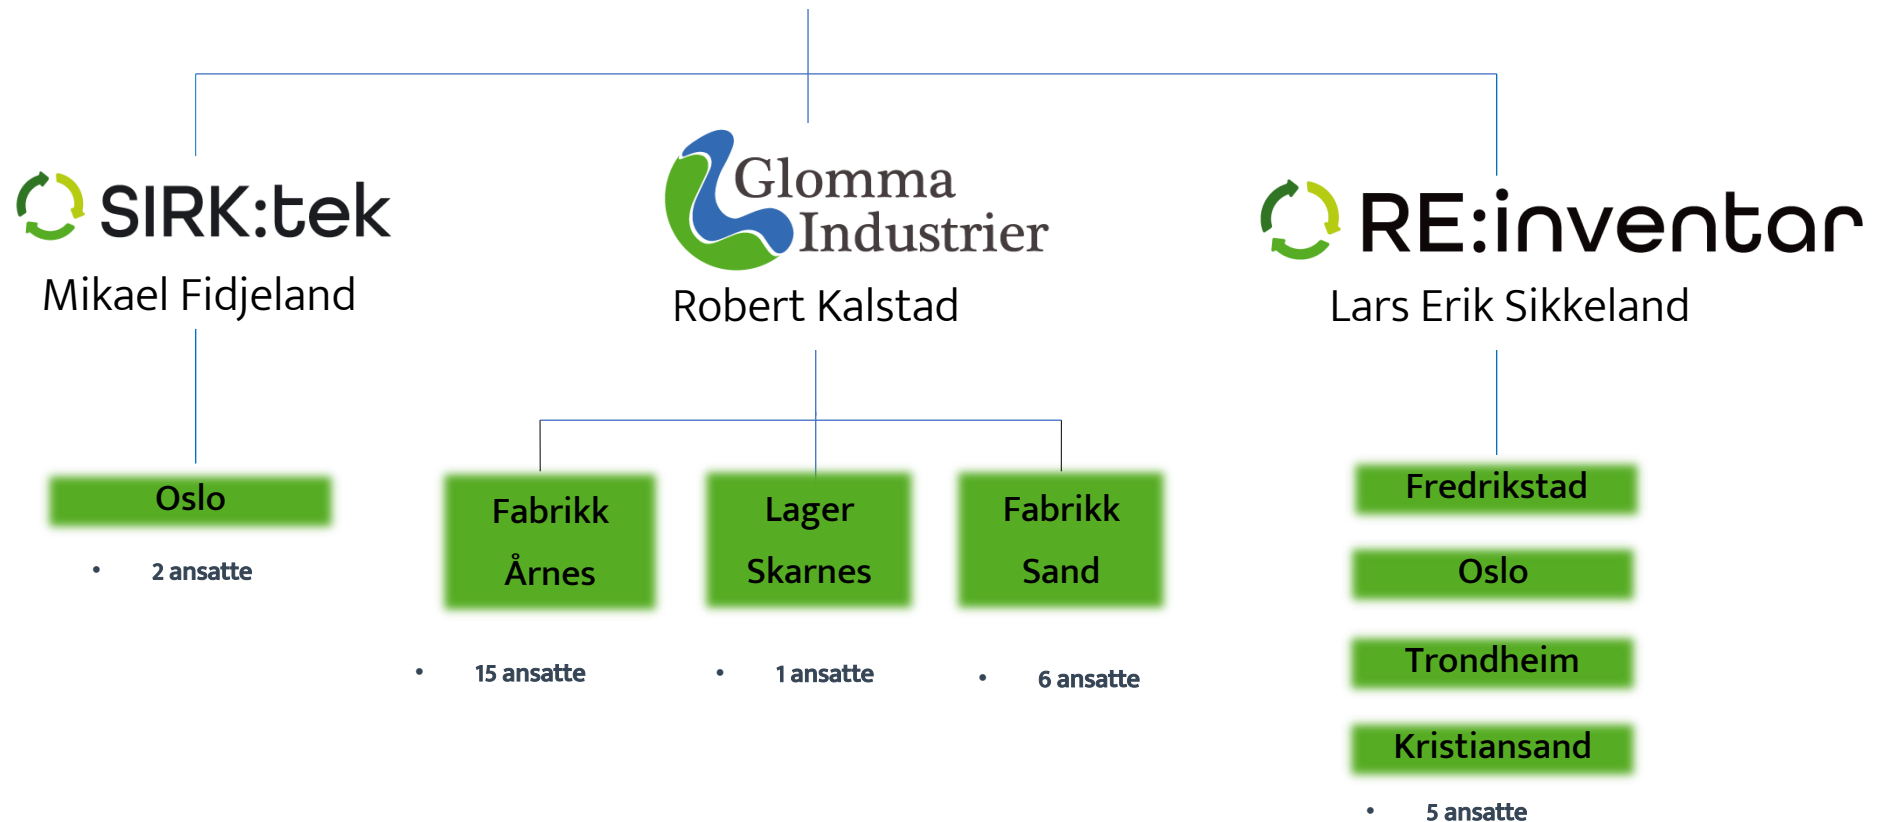 SIRK:tek
Mikael Fidjeland
Oslo
• 2 ansatte
Glomma
Industrier
Robert Kalstad
Fabrikk
Årnes
• 15 ansatte
Lager
Skarnes
• 1 ansatte
Fabrikk
Sand
• 6 ansatte
RE:inventar
Lars Erik Sikkeland
Fredrikstad
Oslo
Trondheim
Kristiansand
• 5 ansatte